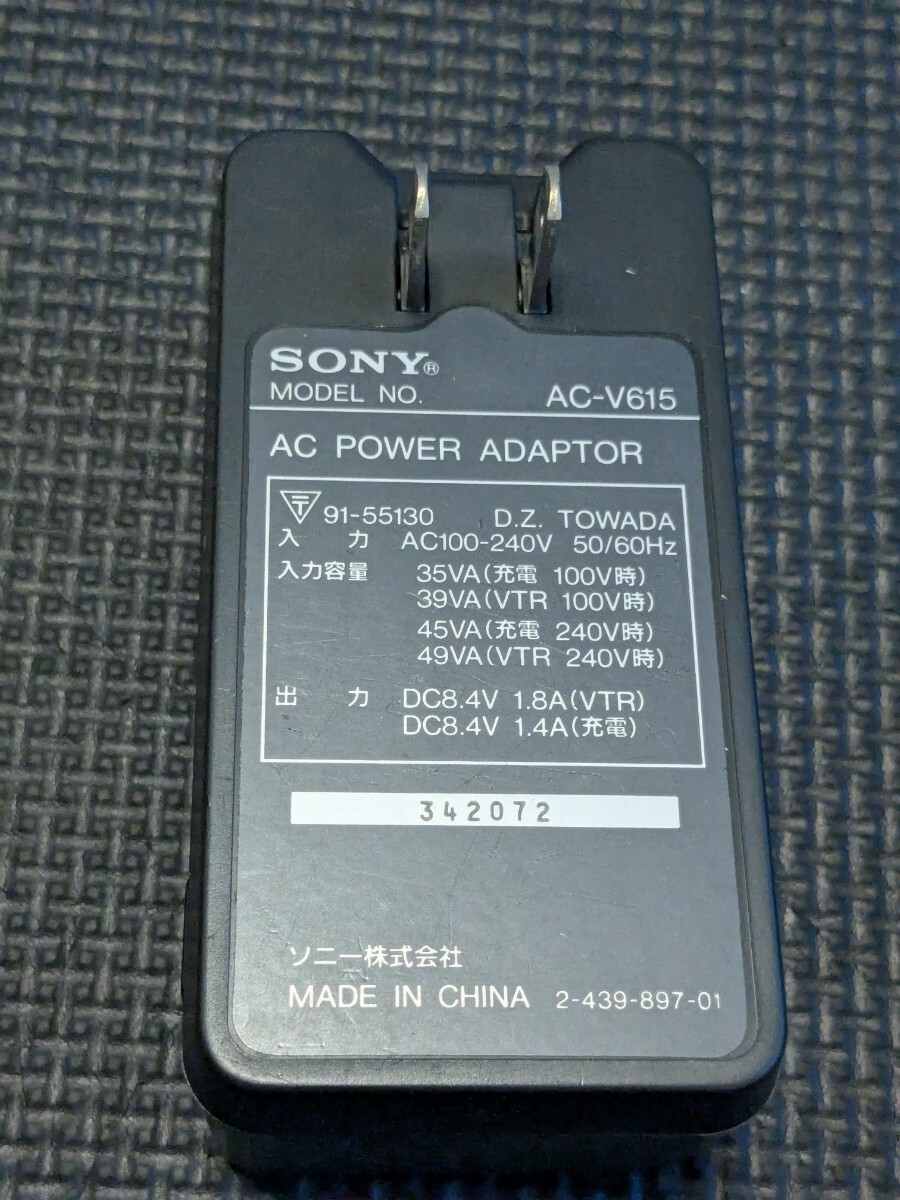 SONY®
MODEL NO. AC-V615
AC POWER ADAPTOR
〒 91-55130 D.Z. TOWADA
入力 AC100-240V 50/60Hz
入力容量 35VA(充電 100V時)
39VA(VTR 100V時)
45VA(充電 240V時)
49VA(VTR 240V時)
出力 DC8.4V 1.8A(VTR)
DC8.4V 1.4A(充電)
342072
ソニー株式会社
MADE IN CHINA 2-439-897-01